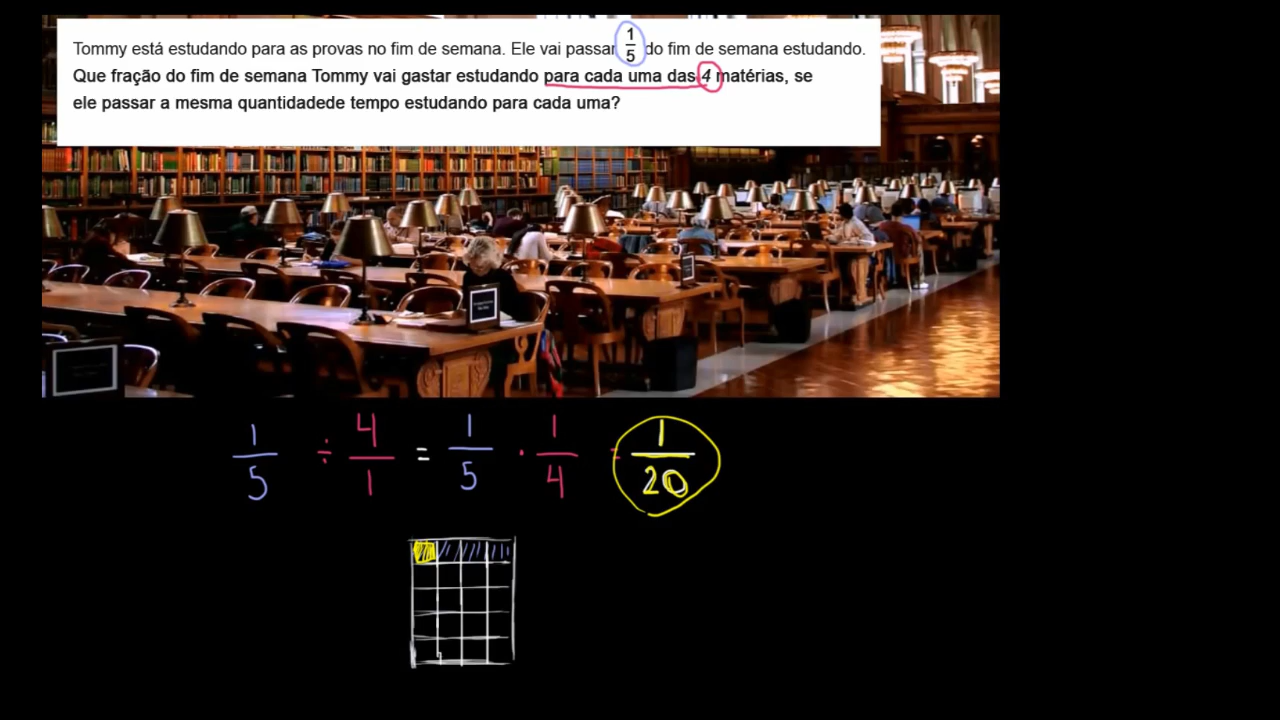 Tommy está estudando para as provas no fim de semana. Ele vai passar 1/5 do fim de semana estudando.
Que fração do fim de semana Tommy vai gastar estudando para cada uma das 4 matérias, se
ele passar a mesma quantidadede tempo estudando para cada uma?
1/5 ÷ 4/1 = 1/5 · 1/4 = 1/20